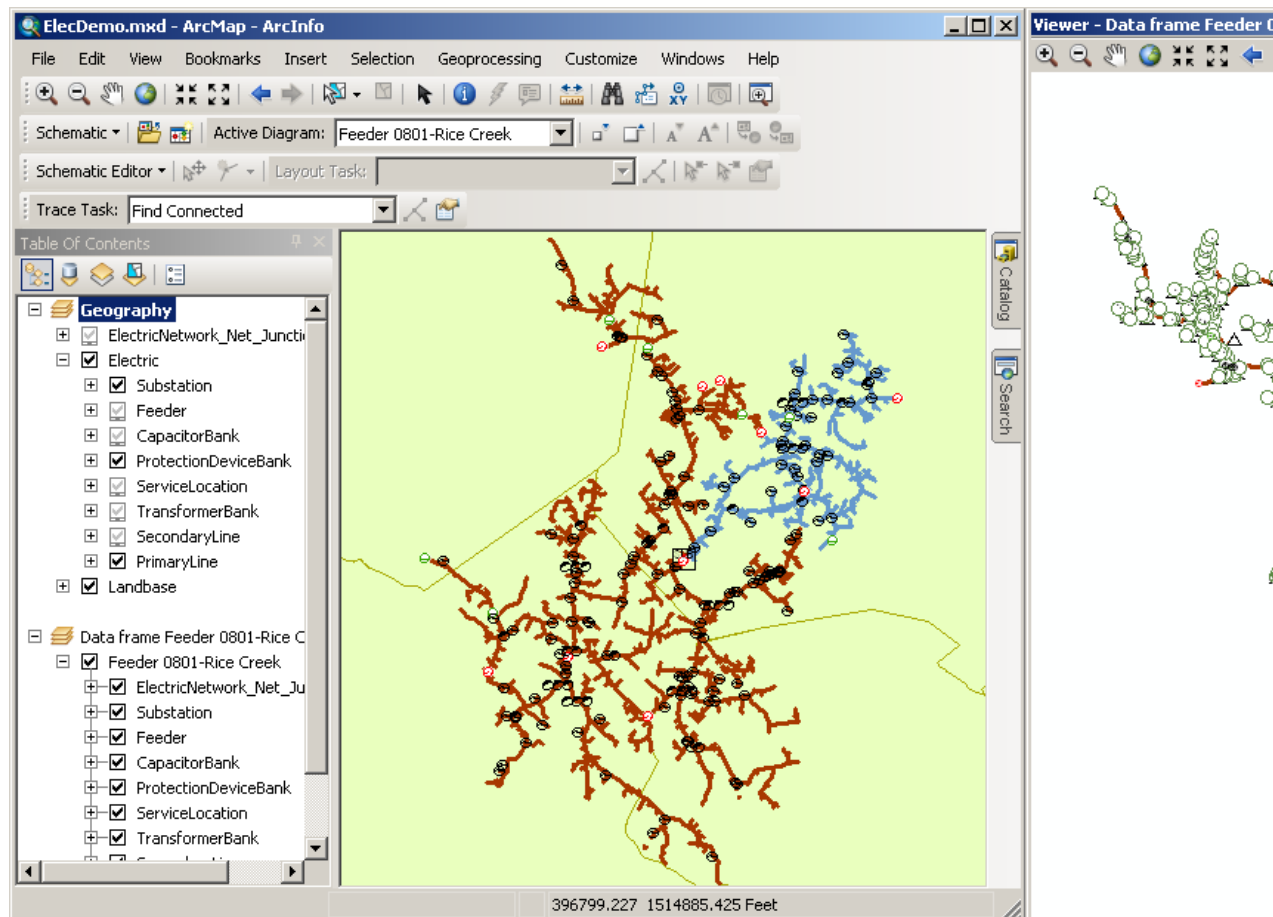 ElecDemo.mxd - ArcMap - ArcInfo
File Edit View Bookmarks Insert Selection Geoprocessing Customize Windows Help
XY
Schematic Active Diagram: Feeder 0801-Rice Creek A A
Schematic Editor Layout Task:
Trace Task: Find Connected
Table Of Contents
Geography
ElectricNetwork_Net_Juncti
Electric
Substation
Feeder
CapacitorBank
ProtectionDeviceBank
ServiceLocation
TransformerBank
SecondaryLine
PrimaryLine
Landbase
Data frame Feeder 0801-Rice C
Feeder 0801-Rice Creek
ElectricNetwork_Net_Ju
Substation
Feeder
CapacitorBank
ProtectionDeviceBank
ServiceLocation
TransformerBank
Catalog
Search
396799.227 1514885.425 Feet
Viewer - Data frame Feeder 0